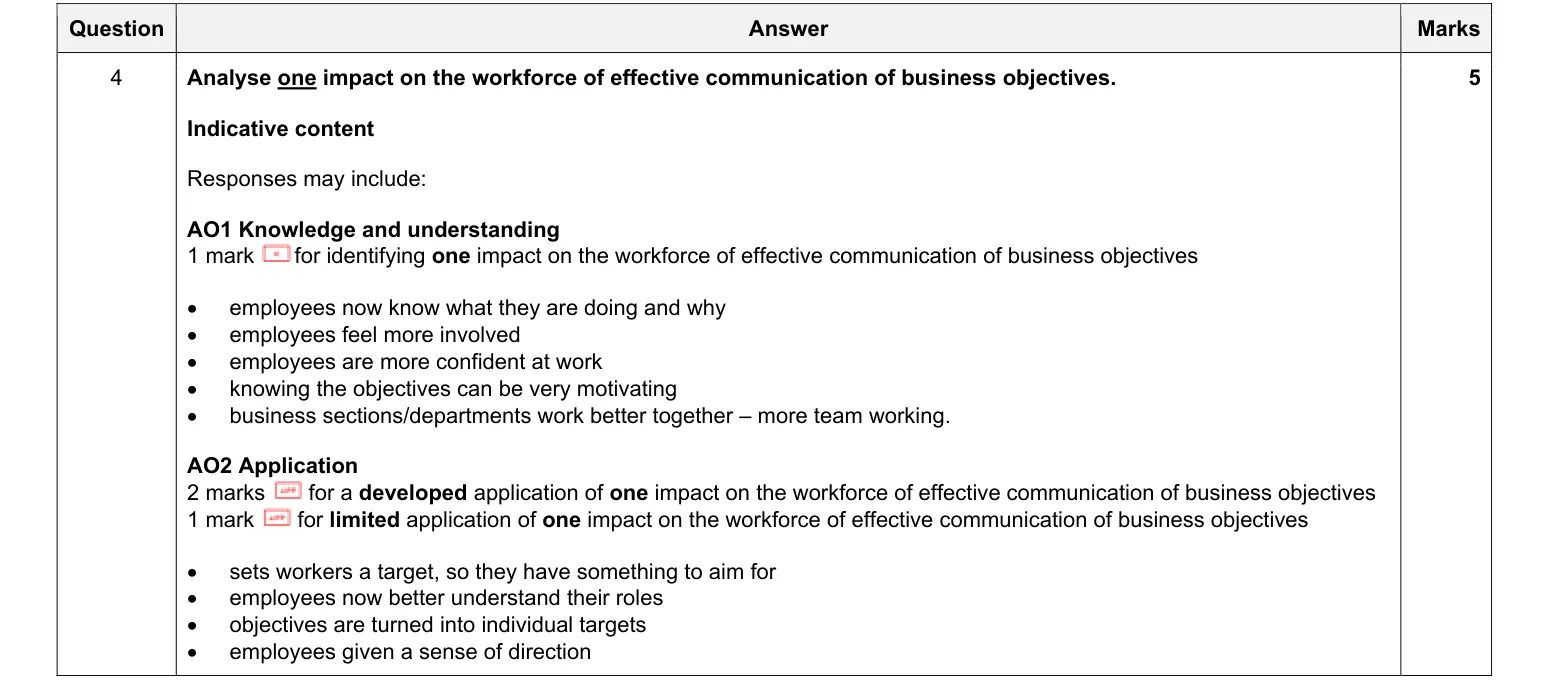 Question Answer Marks
4 Analyse one impact on the workforce of effective communication of business objectives. 5
Indicative content
Responses may include:
AO1 Knowledge and understanding
1 mark for identifying one impact on the workforce of effective communication of business objectives
• employees now know what they are doing and why
• employees feel more involved
• employees are more confident at work
• knowing the objectives can be very motivating
• business sections/departments work better together – more team working.
AO2 Application
2 marks APP for a developed application of one impact on the workforce of effective communication of business objectives
1 mark APP for limited application of one impact on the workforce of effective communication of business objectives
• sets workers a target, so they have something to aim for
• employees now better understand their roles
• objectives are turned into individual targets
• employees given a sense of direction